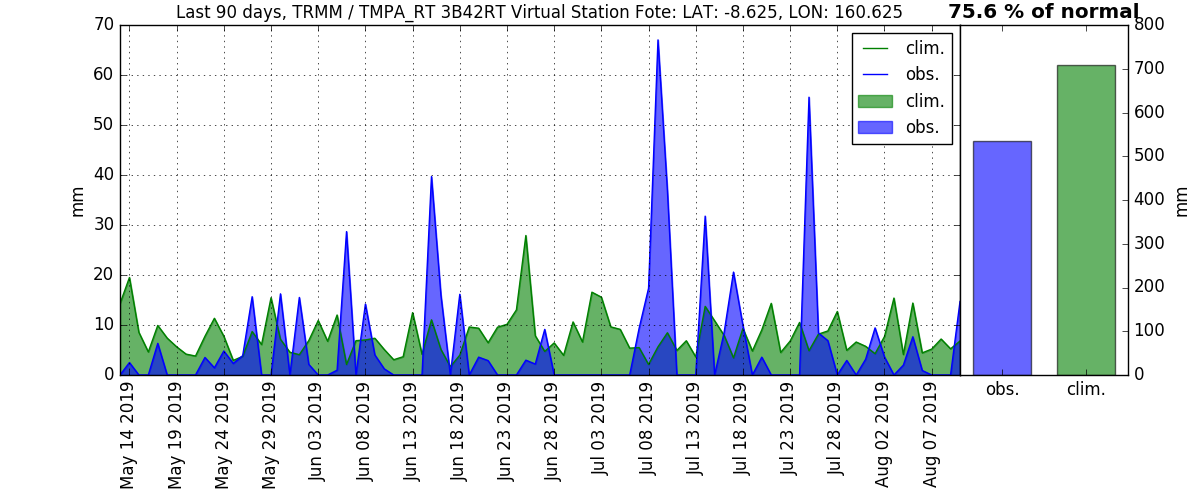 Last 90 days, TRMM / TMPA_RT 3B42RT Virtual Station Fote: LAT: -8.625, LON: 160.625
75.6 % of normal
70
60
50
40
30
20
10
0
mm
clim.
obs.
clim.
obs.
800
700
600
500
400
300
200
100
0
mm
May 14 2019
May 19 2019
May 24 2019
May 29 2019
Jun 03 2019
Jun 08 2019
Jun 13 2019
Jun 18 2019
Jun 23 2019
Jun 28 2019
Jul 03 2019
Jul 08 2019
Jul 13 2019
Jul 18 2019
Jul 23 2019
Jul 28 2019
Aug 02 2019
Aug 07 2019
obs.
clim.